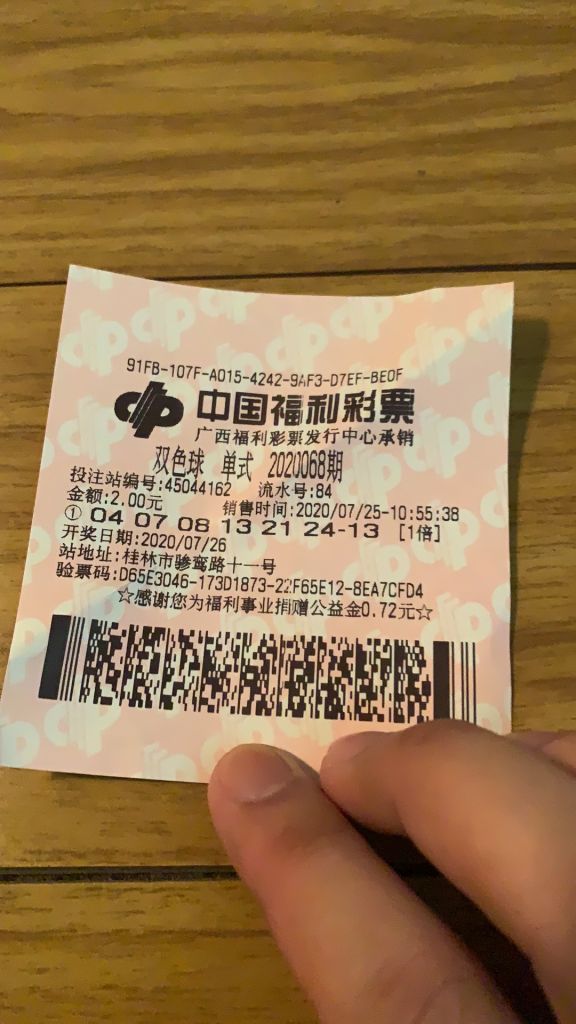 91FB-107F-A015-4242-9AF3-D7EF-BE0F
中国福利彩票
广西福利彩票发行中心承销
双色球 单式 2020068期
投注站编号:45044162 流水号:84
金额:2.00元 销售时间:2020/07/25-10:55:38
① 04 07 08 13 21 24-13 [1倍]
开奖日期:2020/07/26
站地址:桂林市骖鸾路十一号
验票码:D65E3046-173D1873-22F65E12-8EA7CFD4
☆感谢您为福利事业捐赠公益金0.72元☆